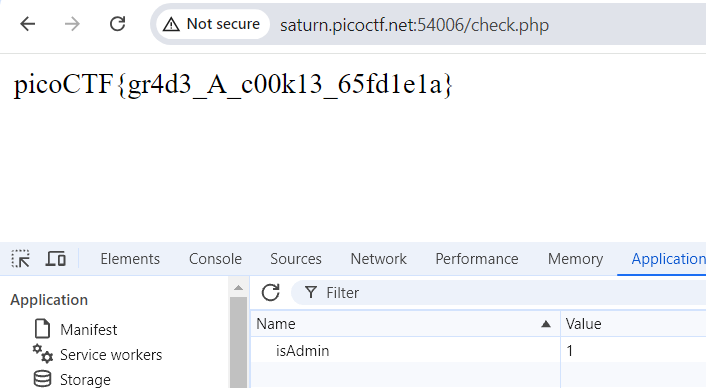 Not secure saturn.picoctf.net:54006/check.php
picoCTF{gr4d3_A_c00k13_65fd1e1a}
Elements Console Sources Network Performance Memory Application
Application
Filter
Manifest
Name Value
Service workers
isAdmin 1
Storage